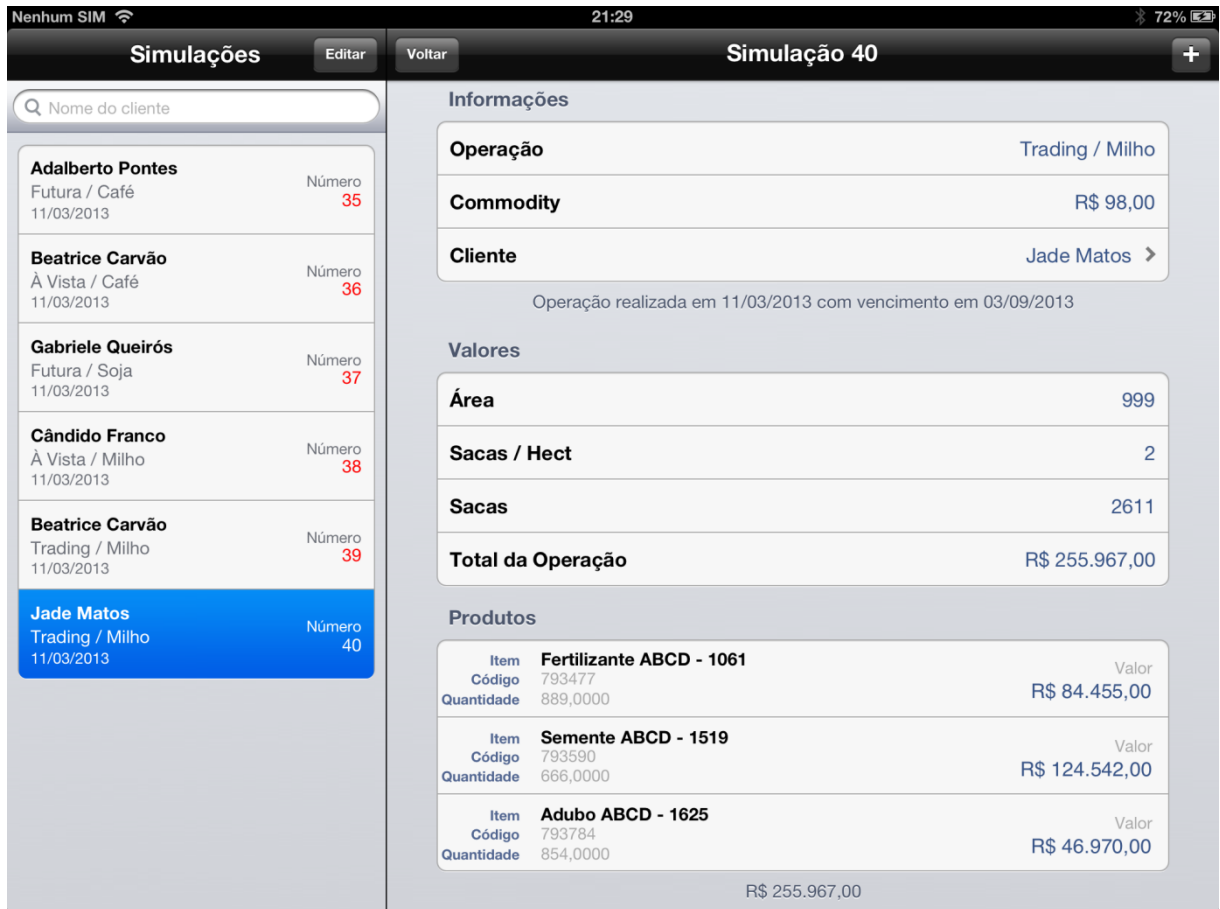 Nenhum SIM 21:29 72%
Simulações Editar
Nome do cliente
Adalberto Pontes
Futura / Café
11/03/2013
Número
35
Beatrice Carvão
À Vista / Café
11/03/2013
Número
36
Gabriele Queirós
Futura / Soja
11/03/2013
Número
37
Cândido Franco
À Vista / Milho
11/03/2013
Número
38
Beatrice Carvão
Trading / Milho
11/03/2013
Número
39
Jade Matos
Trading / Milho
11/03/2013
Número
40
Voltar Simulação 40 +
Informações
Operação Trading / Milho
Commodity R$ 98,00
Cliente Jade Matos
Operação realizada em 11/03/2013 com vencimento em 03/09/2013
Valores
Área 999
Sacas / Hect 2
Sacas 2611
Total da Operação R$ 255.967,00
Produtos
Item Fertilizante ABCD - 1061
Código 793477
Quantidade 889,0000
Valor
R$ 84.455,00
Item Semente ABCD - 1519
Código 793590
Quantidade 666,0000
Valor
R$ 124.542,00
Item Adubo ABCD - 1625
Código 793784
Quantidade 854,0000
Valor
R$ 46.970,00
R$ 255.967,00